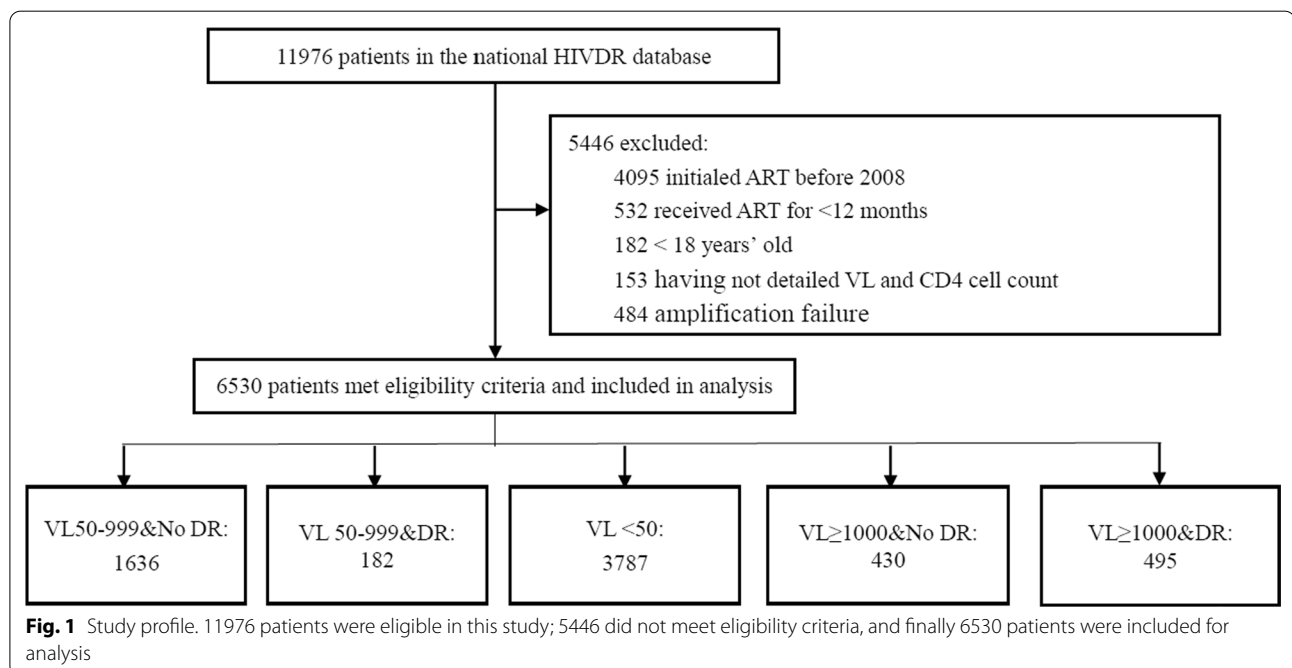 11976 patients in the national HIVDR database
5446 excluded:
4095 initialed ART before 2008
532 received ART for <12 months
182 < 18 years’ old
153 having not detailed VL and CD4 cell count
484 amplification failure
6530 patients met eligibility criteria and included in analysis
VL50-999&No DR:
1636
VL 50-999&DR:
182
VL <50:
3787
VL≥1000&No DR:
430
VL≥1000&DR:
495
Fig. 1 Study profile. 11976 patients were eligible in this study; 5446 did not meet eligibility criteria, and finally 6530 patients were included for
analysis